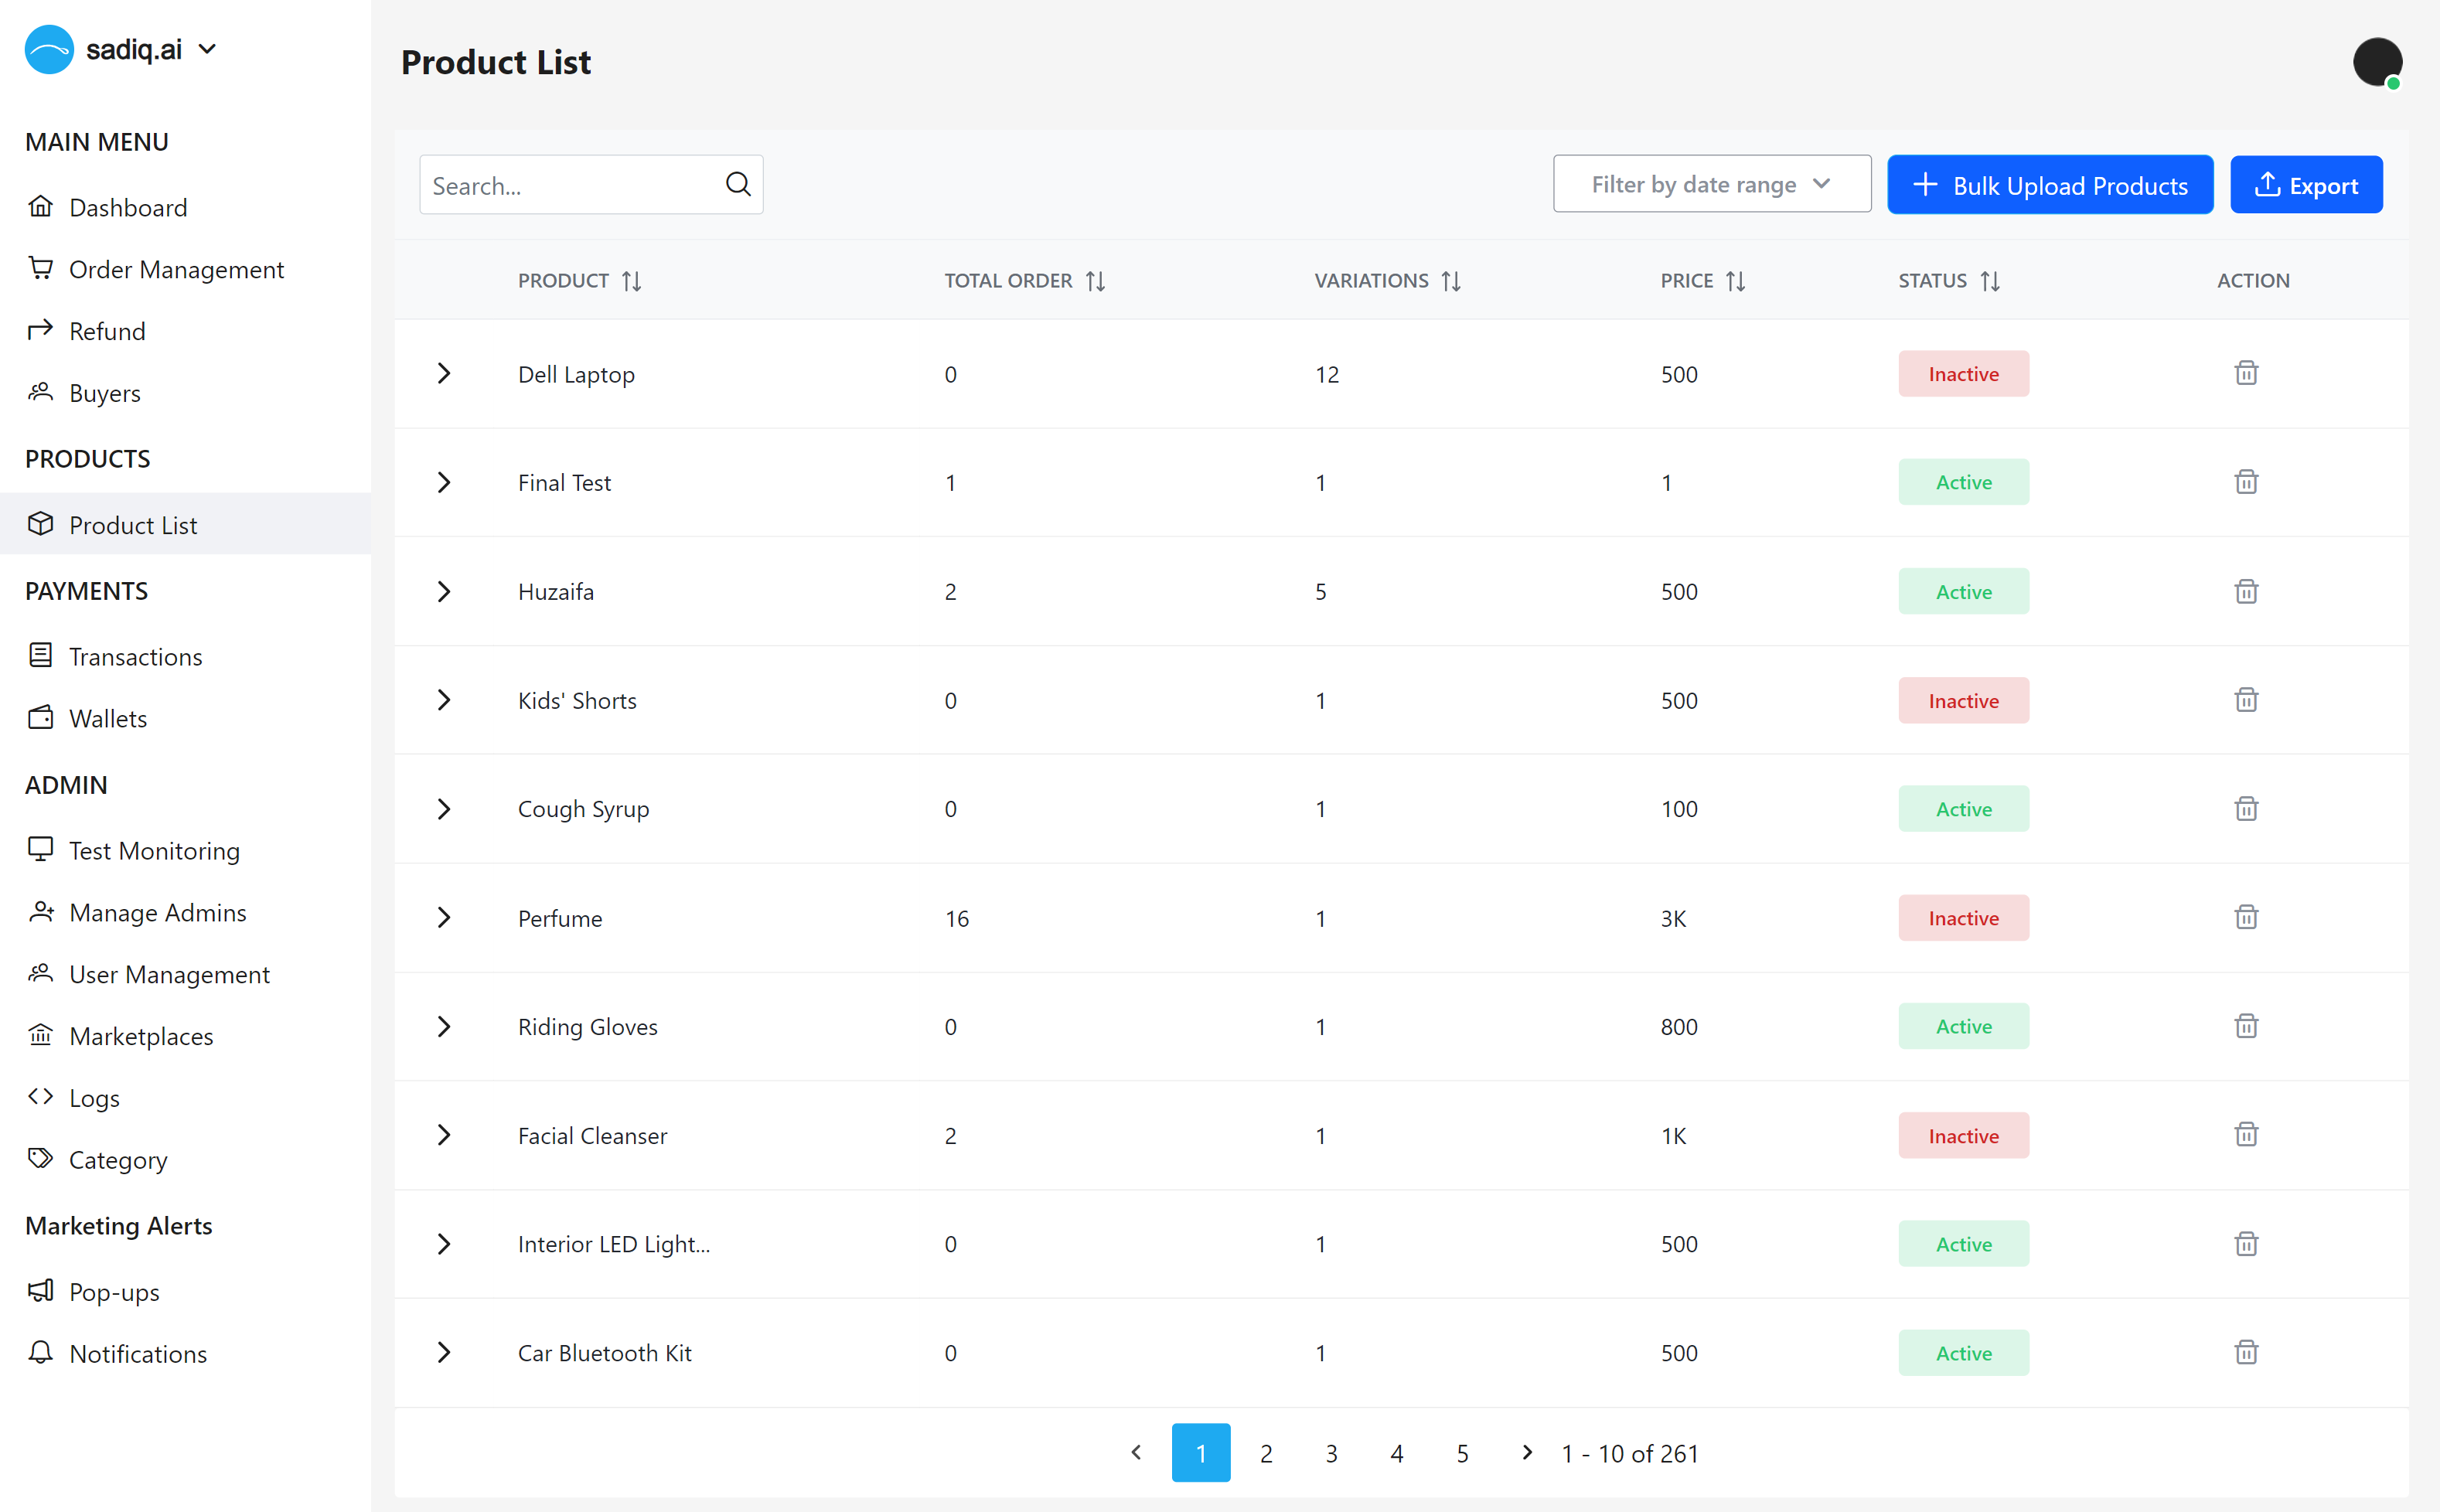 sadiq.ai
Product List
MAIN MENU
Dashboard
Order Management
Refund
Buyers
PRODUCTS
Product List
PAYMENTS
Transactions
Wallets
ADMIN
Test Monitoring
Manage Admins
User Management
Marketplaces
Logs
Category
Marketing Alerts
Pop-ups
Notifications
Search...
Filter by date range
Bulk Upload Products
Export
PRODUCT TOTAL ORDER VARIATIONS PRICE STATUS ACTION
Dell Laptop 0 12 500 Inactive
Final Test 1 1 1 Active
Huzaifa 2 5 500 Active
Kids' Shorts 0 1 500 Inactive
Cough Syrup 0 1 100 Active
Perfume 16 1 3K Inactive
Riding Gloves 0 1 800 Active
Facial Cleanser 2 1 1K Inactive
Interior LED Light... 0 1 500 Active
Car Bluetooth Kit 0 1 500 Active
1 2 3 4 5 1 - 10 of 261